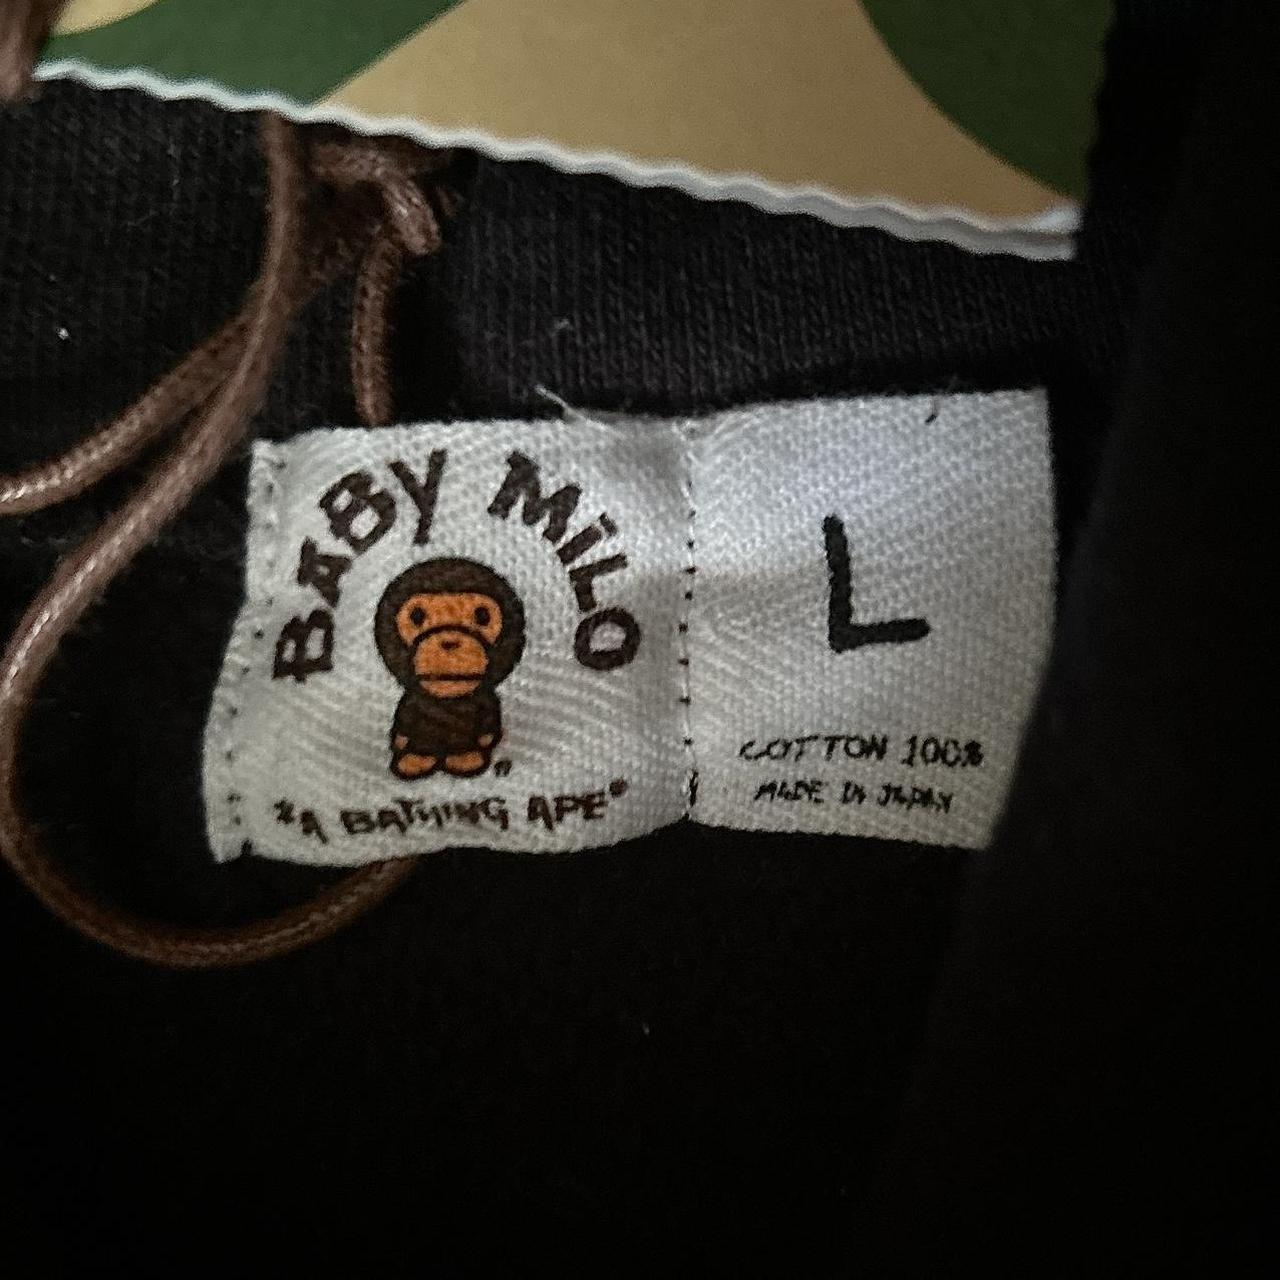 BABY MILO
"A BATHING APE"
L
COTTON 100%
MADE IN JAPAN